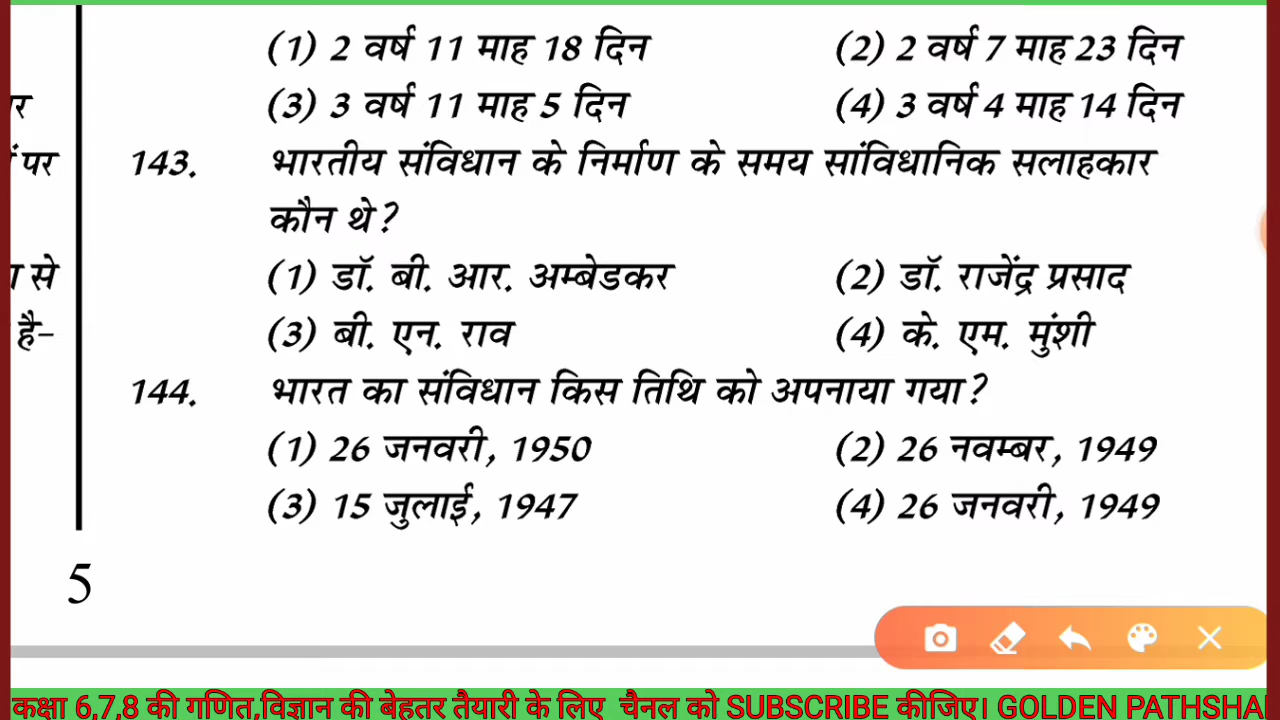 (1) 2 वर्ष 11 माह 18 दिन (2) 2 वर्ष 7 माह 23 दिन
(3) 3 वर्ष 11 माह 5 दिन (4) 3 वर्ष 4 माह 14 दिन
पर
से
है-
143. भारतीय संविधान के निर्माण के समय सांविधानिक सलाहकार
कौन थे?
(1) डॉ. बी. आर. अम्बेडकर (2) डॉ. राजेंद्र प्रसाद
(3) बी. एन. राव (4) के. एम. मुंशी
144. भारत का संविधान किस तिथि को अपनाया गया?
(1) 26 जनवरी, 1950 (2) 26 नवम्बर, 1949
(3) 15 जुलाई, 1947 (4) 26 जनवरी, 1949
5
कक्षा 6,7,8 की गणित,विज्ञान की बेहतर तैयारी के लिए चैनल को SUBSCRIBE कीजिए। GOLDEN PATHSHA